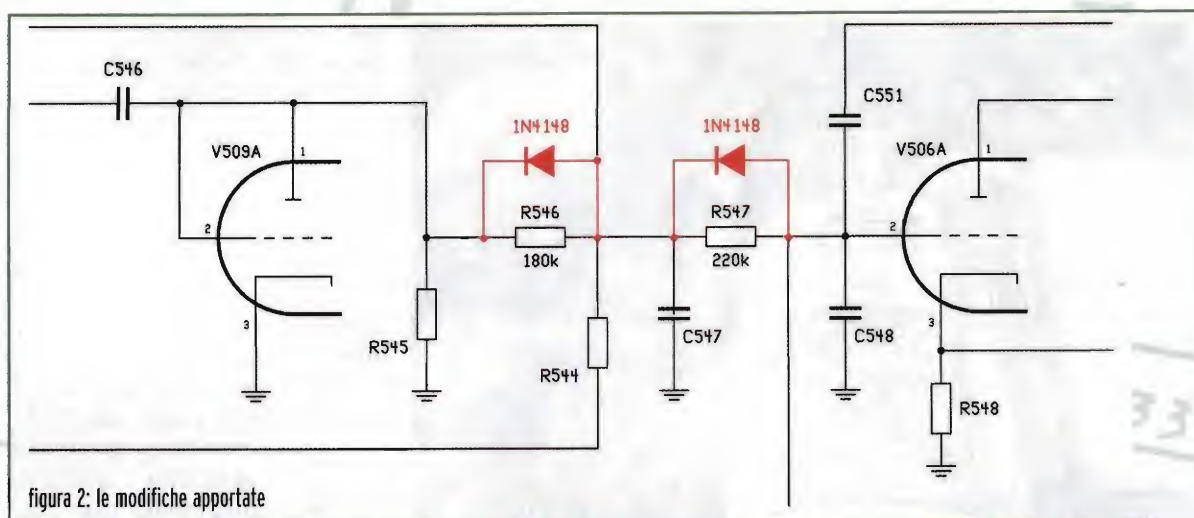 C546
V509A
1
2
3
R545
1N4148
R546
180k
R544
1N4148
R547
220k
C547
C551
V506A
1
2
3
C548
R548
33
figura 2: le modifiche apportate